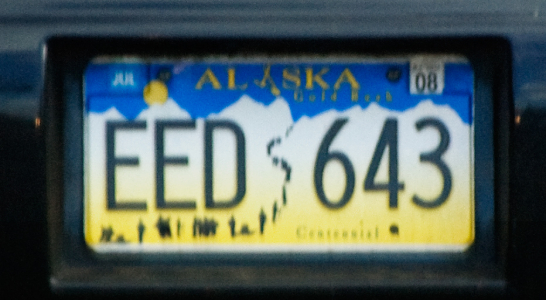 JUL ALASKA 08
Gold Rush
EED 643
Centennial